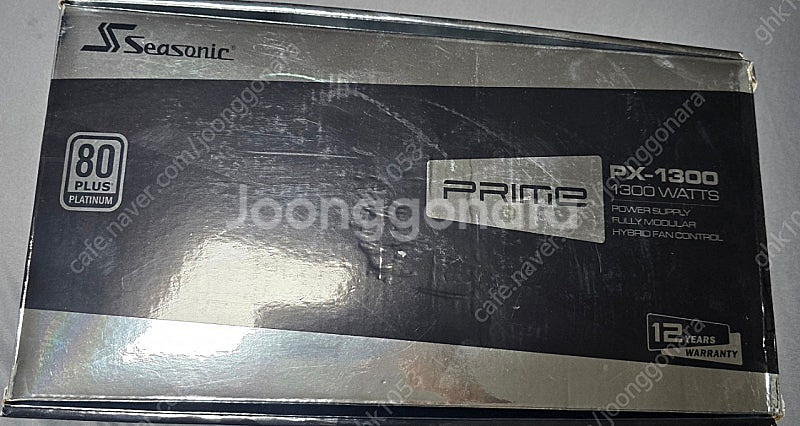 Seasonic
80
PLUS
PLATINUM
PRIME
PX-1300
1300 WATTS
POWER SUPPLY
FULLY MODULAR
HYBRID FAN CONTROL
12 YEARS
WARRANTY
Joonggonara
cafe.naver.com/joonggonara